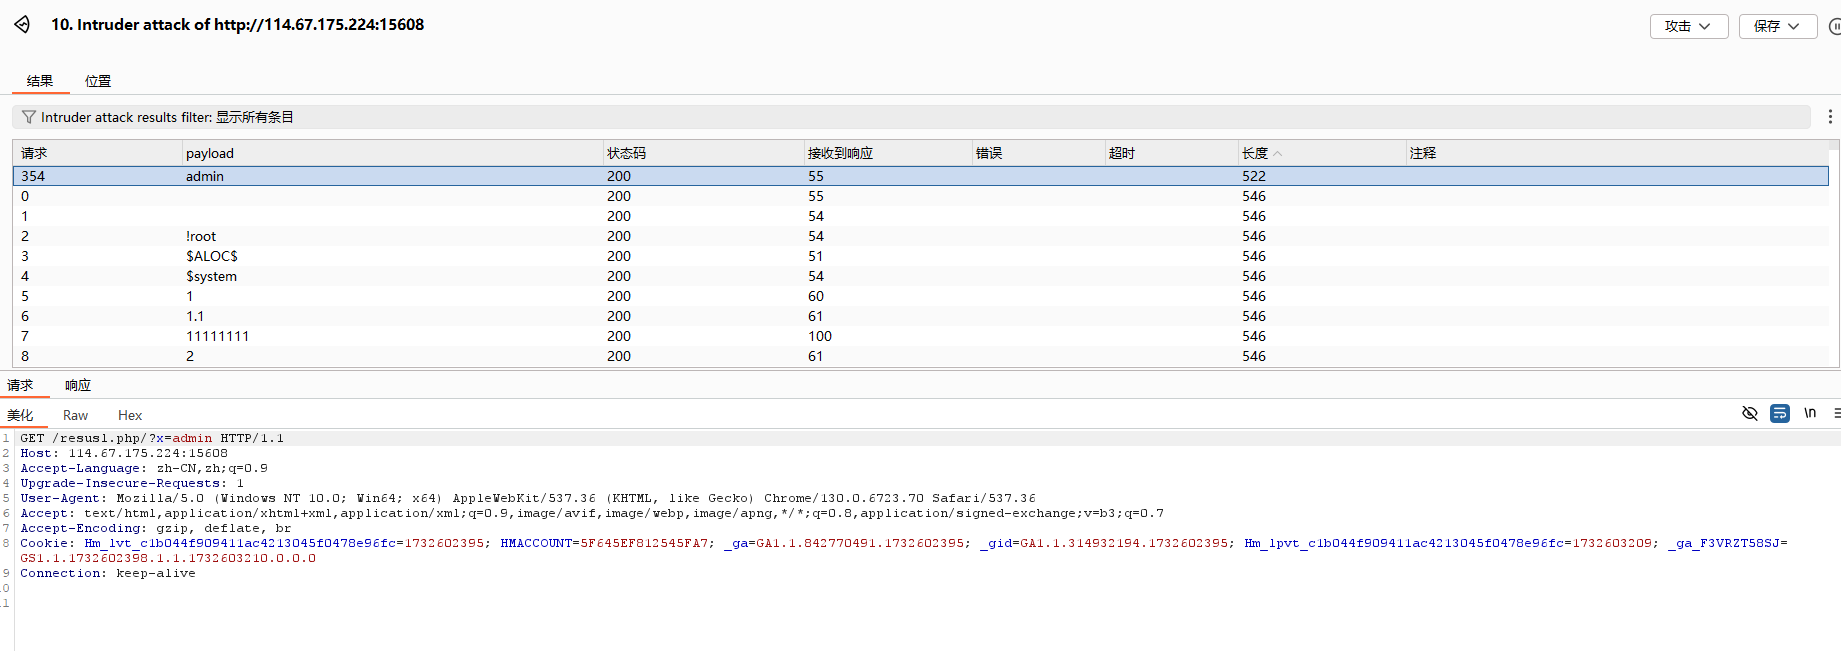 10. Intruder attack of http://114.67.175.224:15608
攻击
保存
结果 位置
Intruder attack results filter: 显示所有条目
请求 payload 状态码 接收到响应 错误 超时 长度 注释
354 admin 200 55 522
0 200 55 546
1 200 54 546
2 !root 200 54 546
3 $ALOC$ 200 51 546
4 $system 200 54 546
5 1 200 60 546
6 1.1 200 61 546
7 11111111 200 100 546
8 2 200 61 546
请求 响应
美化 Raw Hex
\n
1 GET /resusl.php/?x=admin HTTP/1.1
2 Host: 114.67.175.224:15608
3 Accept-Language: zh-CN,zh;q=0.9
4 Upgrade-Insecure-Requests: 1
5 User-Agent: Mozilla/5.0 (Windows NT 10.0; Win64; x64) AppleWebKit/537.36 (KHTML, like Gecko) Chrome/130.0.6723.70 Safari/537.36
6 Accept: text/html,application/xhtml+xml,application/xml;q=0.9,image/avif,image/webp,image/apng,*/*;q=0.8,application/signed-exchange;v=b3;q=0.7
7 Accept-Encoding: gzip, deflate, br
8 Cookie: Hm_lvt_c1b044f909411ac4213045f0478e96fc=1732602395; HMACCOUNT=5F645EF812545FA7; _ga=GA1.1.842770491.1732602395; _gid=GA1.1.314932194.1732602395; Hm_lpvt_c1b044f909411ac4213045f0478e96fc=1732603209; _ga_F3VRZT58SJ=
GS1.1.1732602398.1.1.1732603210.0.0.0
9 Connection: keep-alive
10
11